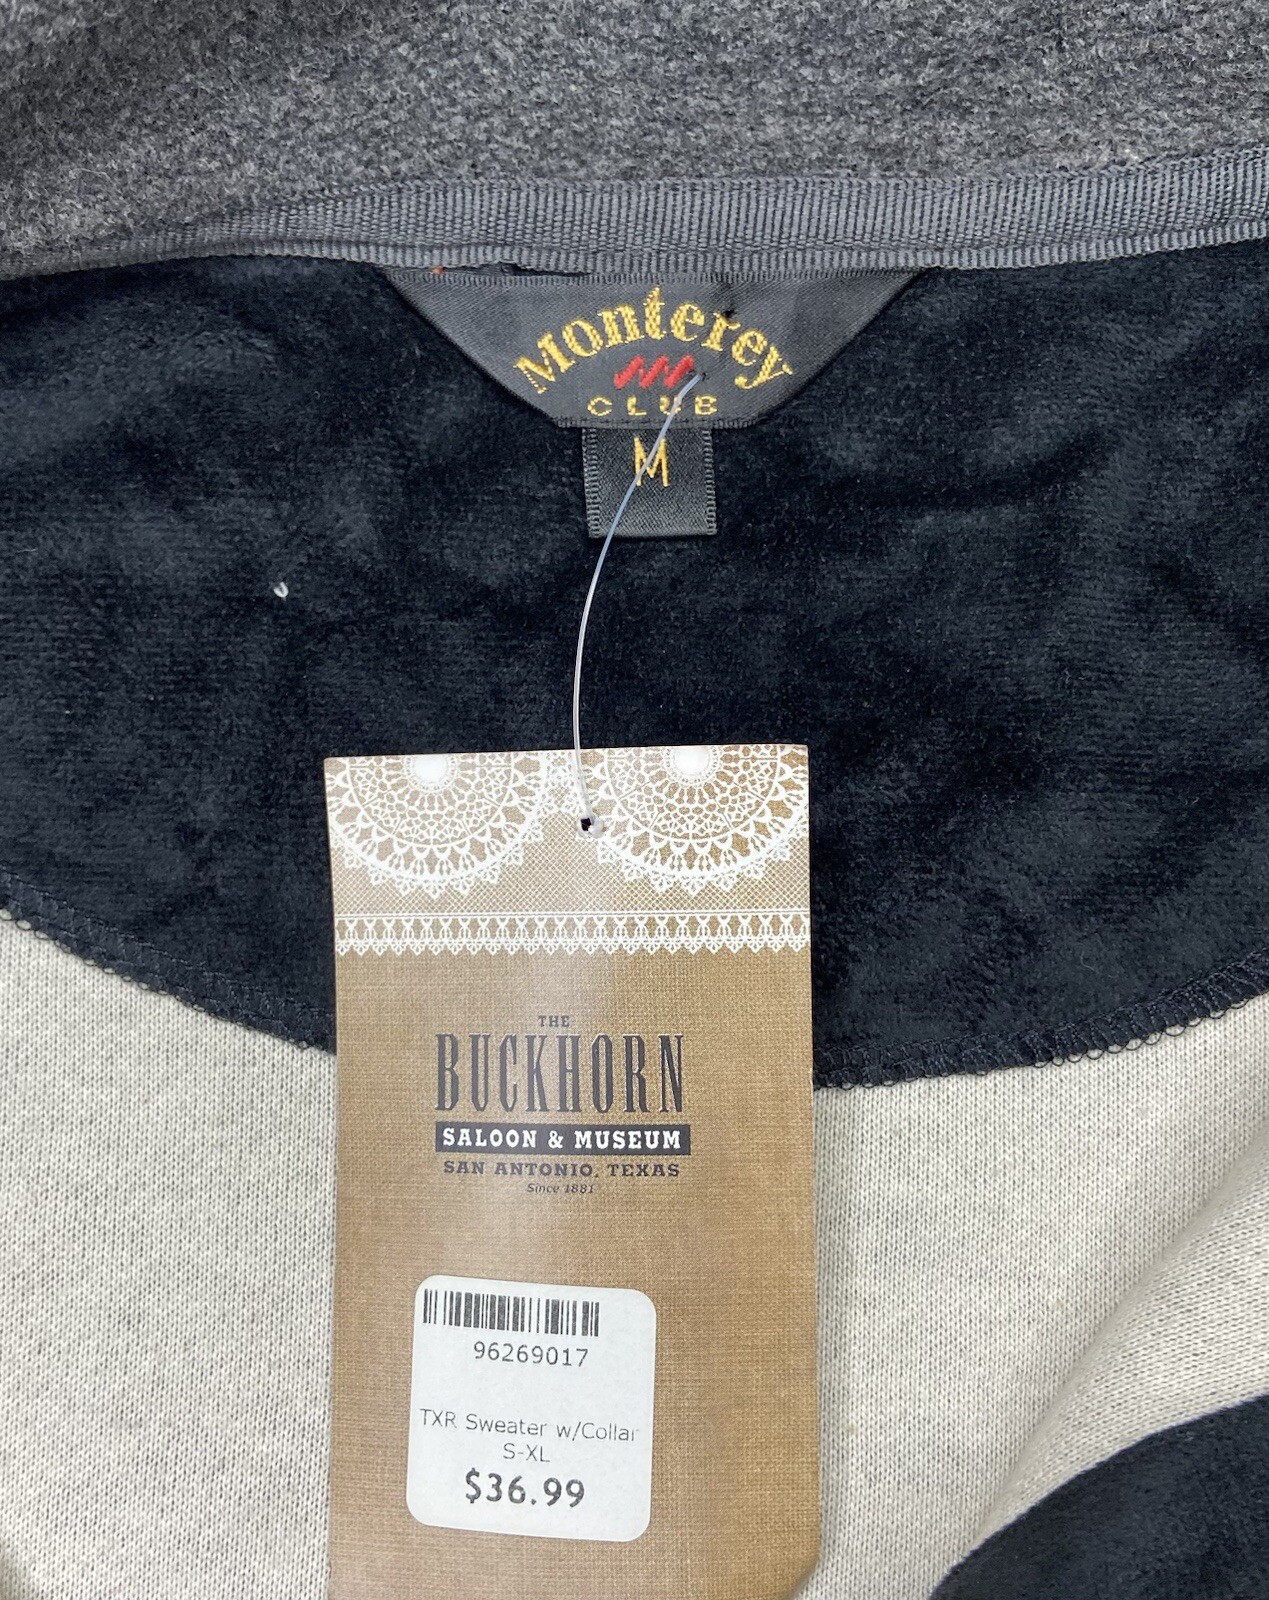 Monterey
CLUB
M
THE
BUCKHORN
SALOON & MUSEUM
SAN ANTONIO, TEXAS
Since 1881
96269017
TXR Sweater w/Collar
S-XL
$36.99